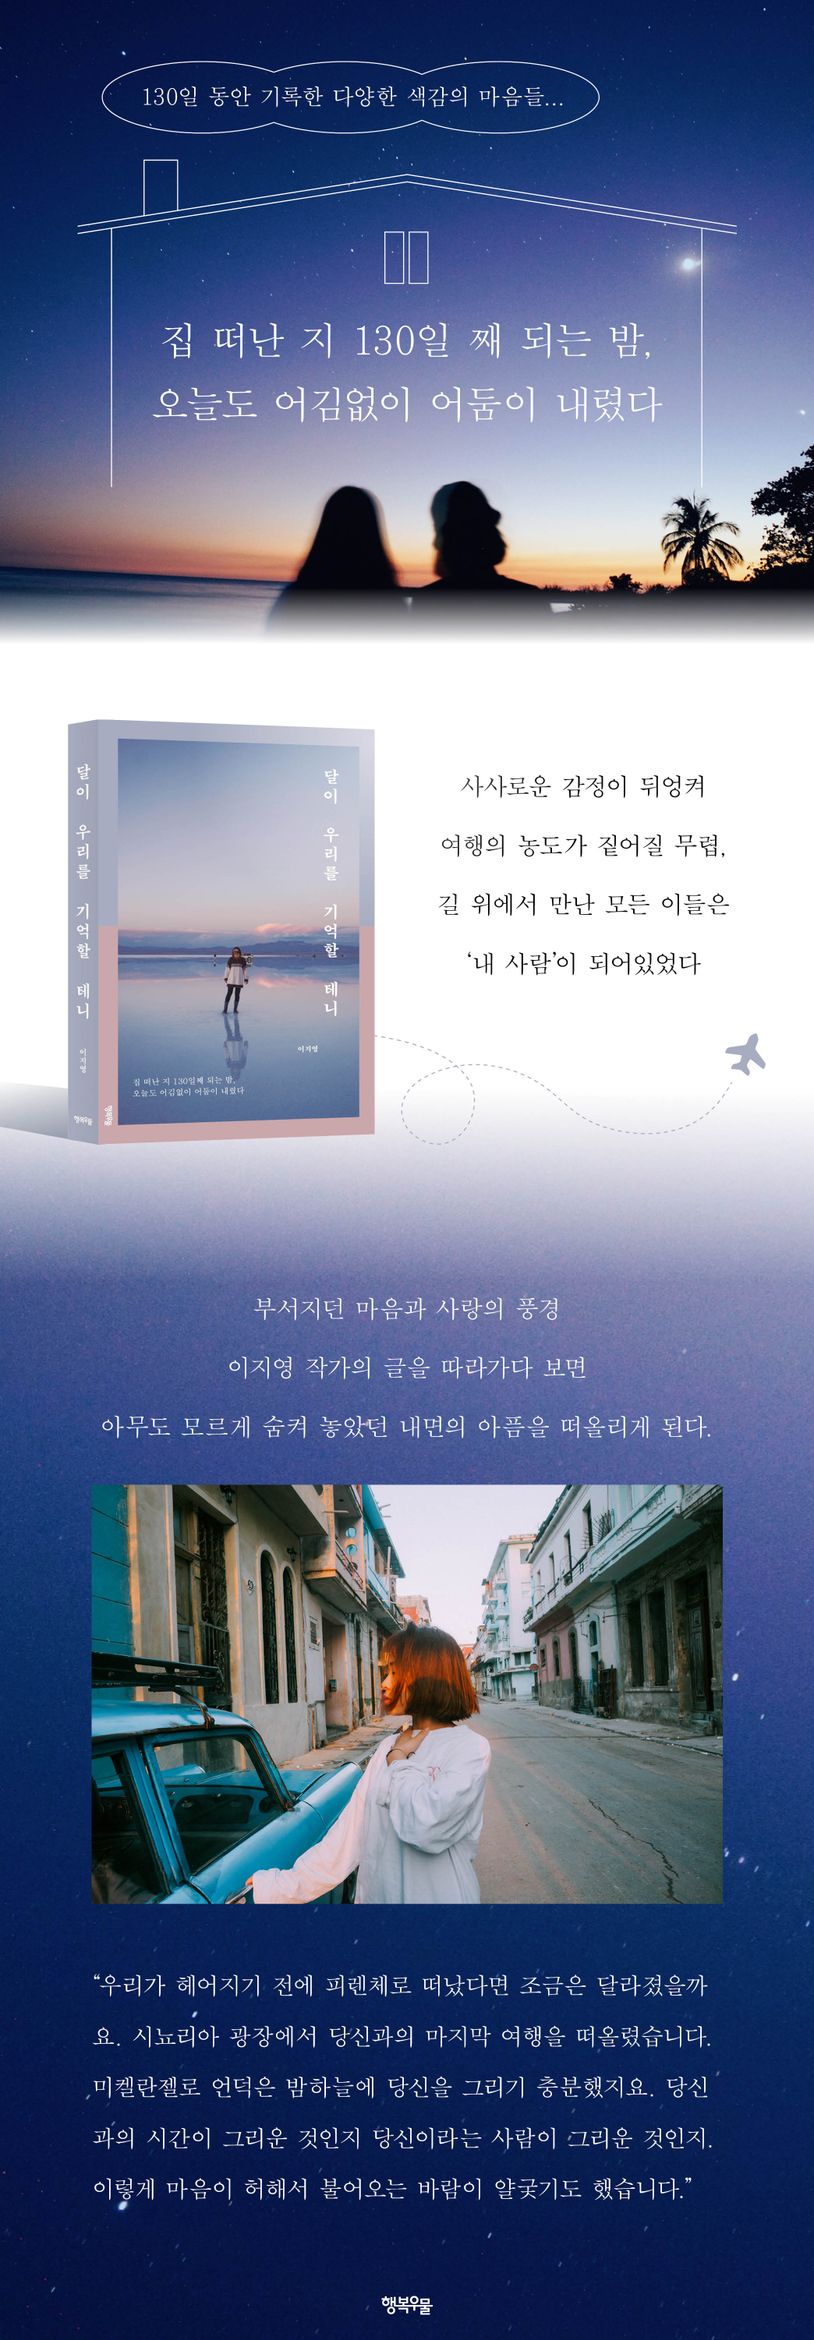 130일 동안 기록한 다양한 색감의 마음들...
집 떠난 지 130일 째 되는 밤,
오늘도 어김없이 어둠이 내렸다
달이 우리를 기억할 테니
이지영
행복우물
달이 우리를 기억할 테니
이지영
집 떠난 지 130일째 되는 밤,
오늘도 어김없이 어둠이 내렸다
행복우물
사사로운 감정이 뒤엉켜
여행의 농도가 짙어질 무렵,
길 위에서 만난 모든 이들은
‘내 사람’이 되어있었다
부서지던 마음과 사랑의 풍경
이지영 작가의 글을 따라가다 보면
아무도 모르게 숨켜 놓았던 내면의 아픔을 떠올리게 된다.
“우리가 헤어지기 전에 피렌체로 떠났다면 조금은 달라졌을까
요. 시뇨리아 광장에서 당신과의 마지막 여행을 떠올렸습니다.
미켈란젤로 언덕은 밤하늘에 당신을 그리기 충분했지요. 당신
과의 시간이 그리운 것인지 당신이라는 사람이 그리운 것인지.
이렇게 마음이 허해서 불어오는 바람이 얄궂기도 했습니다.”
행복우물